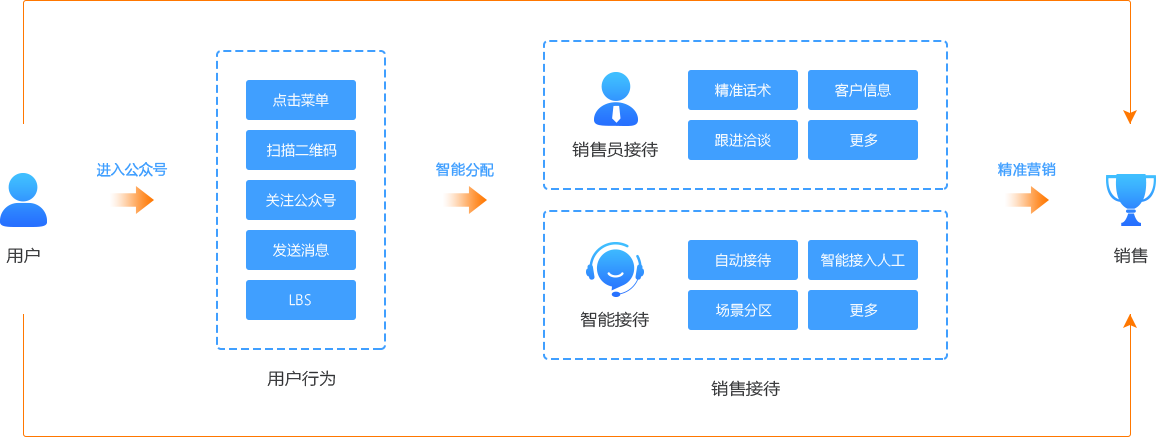 用户
进入公众号
点击菜单
扫描二维码
关注公众号
发送消息
LBS
用户行为
智能分配
销售员接待
精准话术
客户信息
跟进洽谈
更多
智能接待
自动接待
智能接入人工
场景分区
更多
销售接待
精准营销
销售